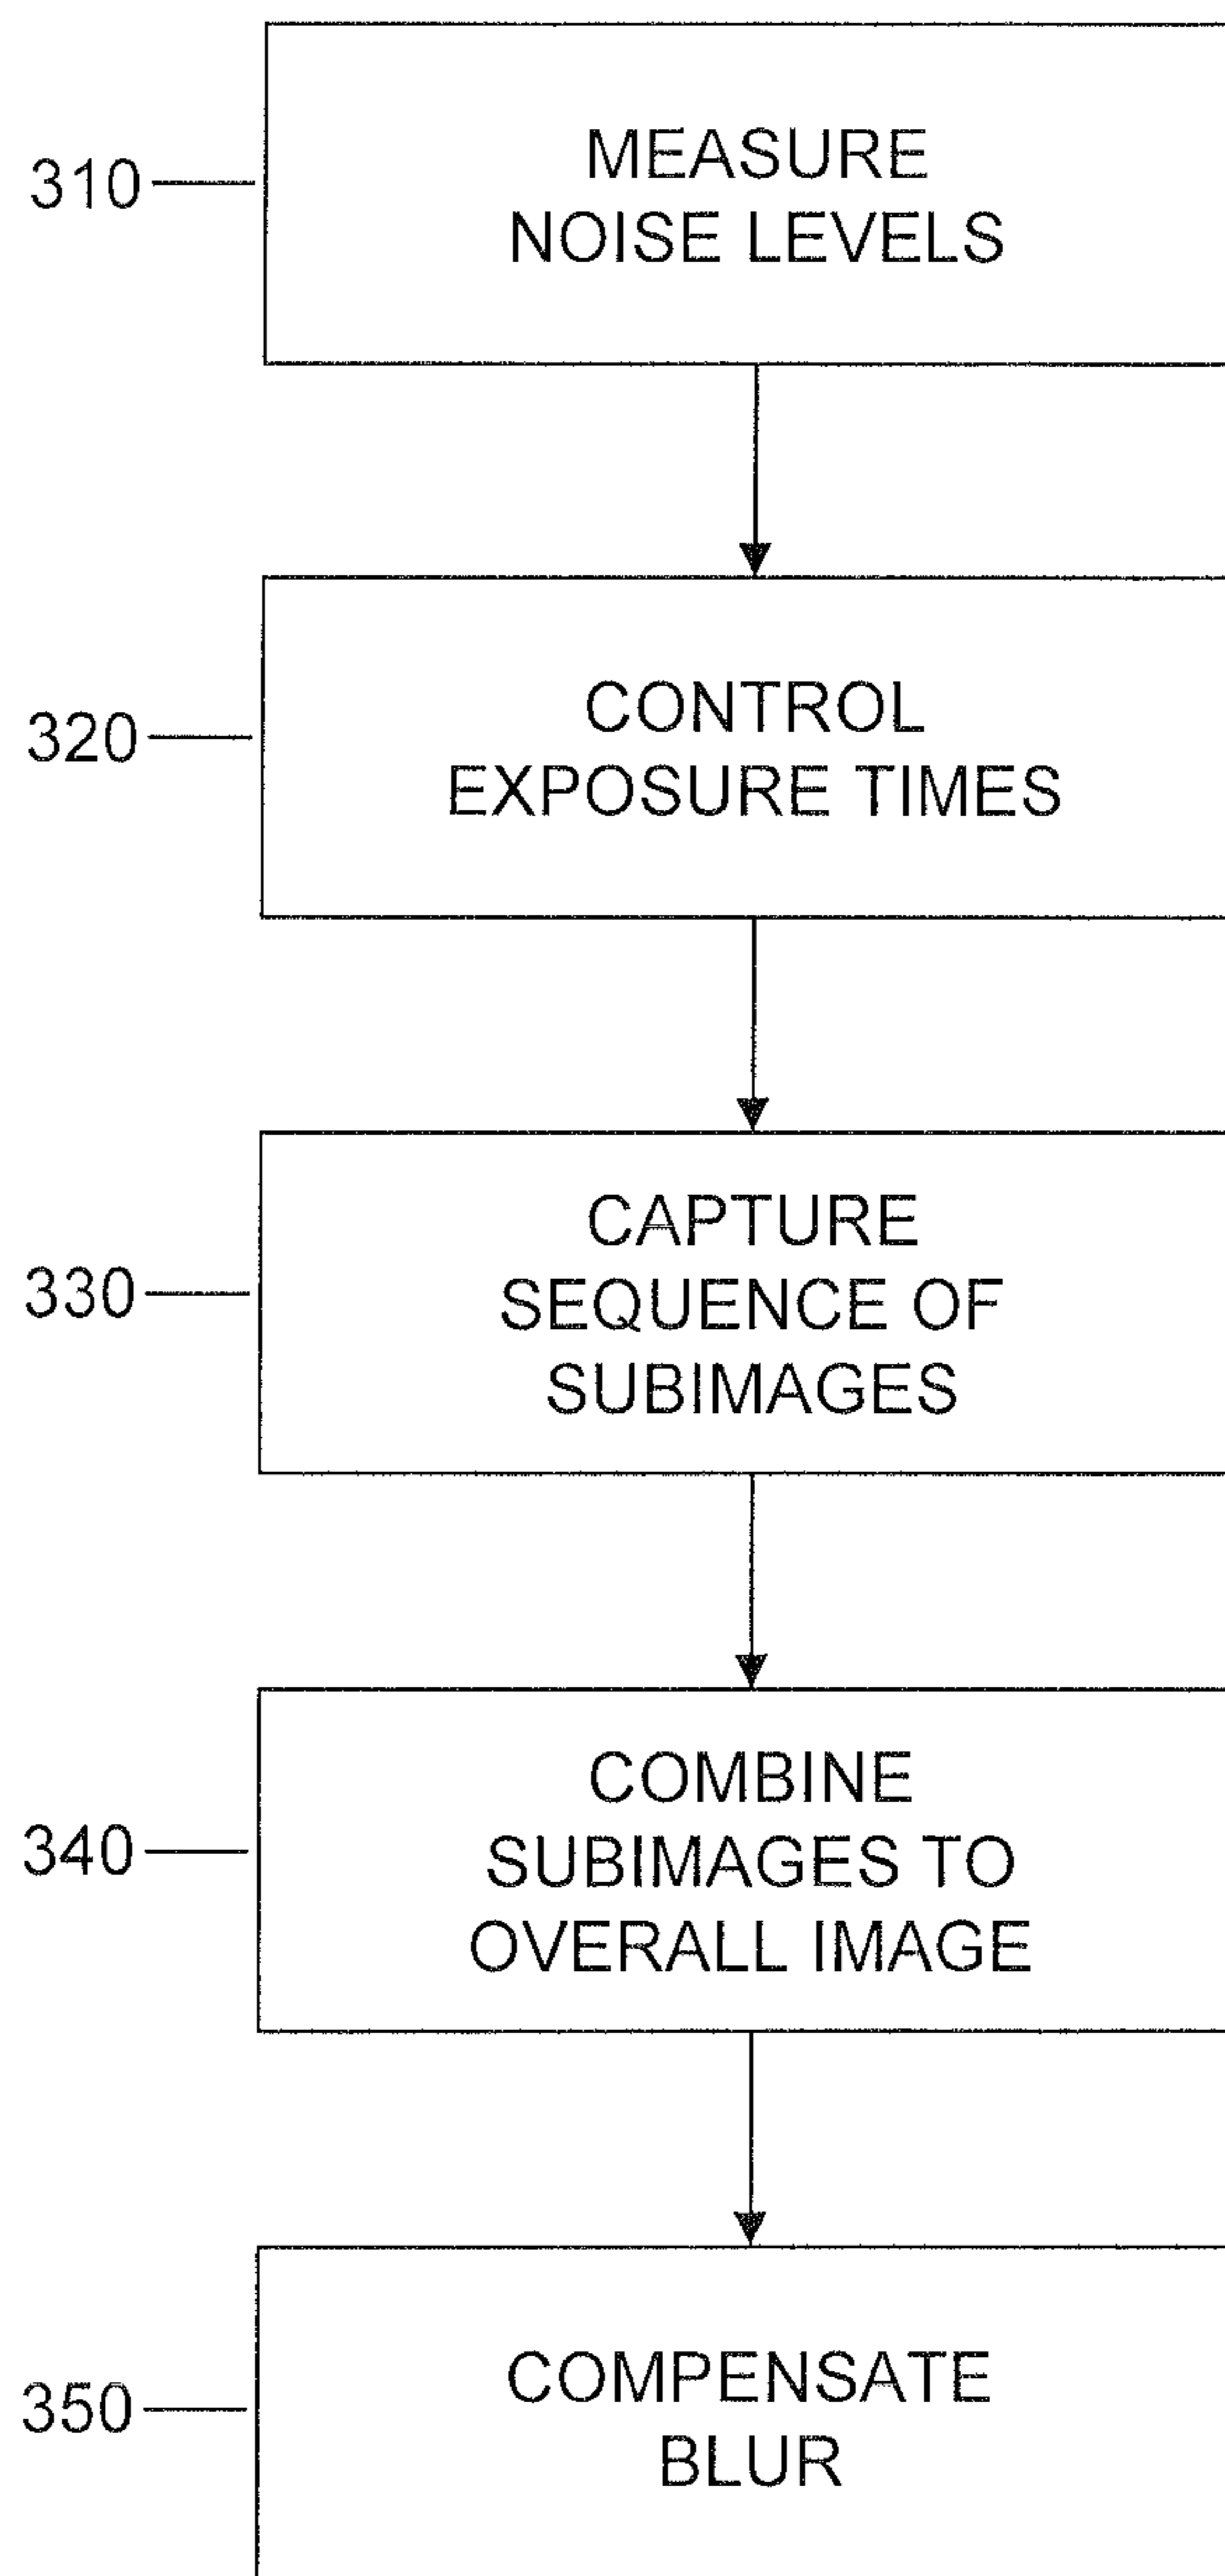 310
MEASURE
NOISE LEVELS
320
CONTROL
EXPOSURE TIMES
330
CAPTURE
SEQUENCE OF
SUBIMAGES
340
COMBINE
SUBIMAGES TO
OVERALL IMAGE
350
COMPENSATE
BLUR